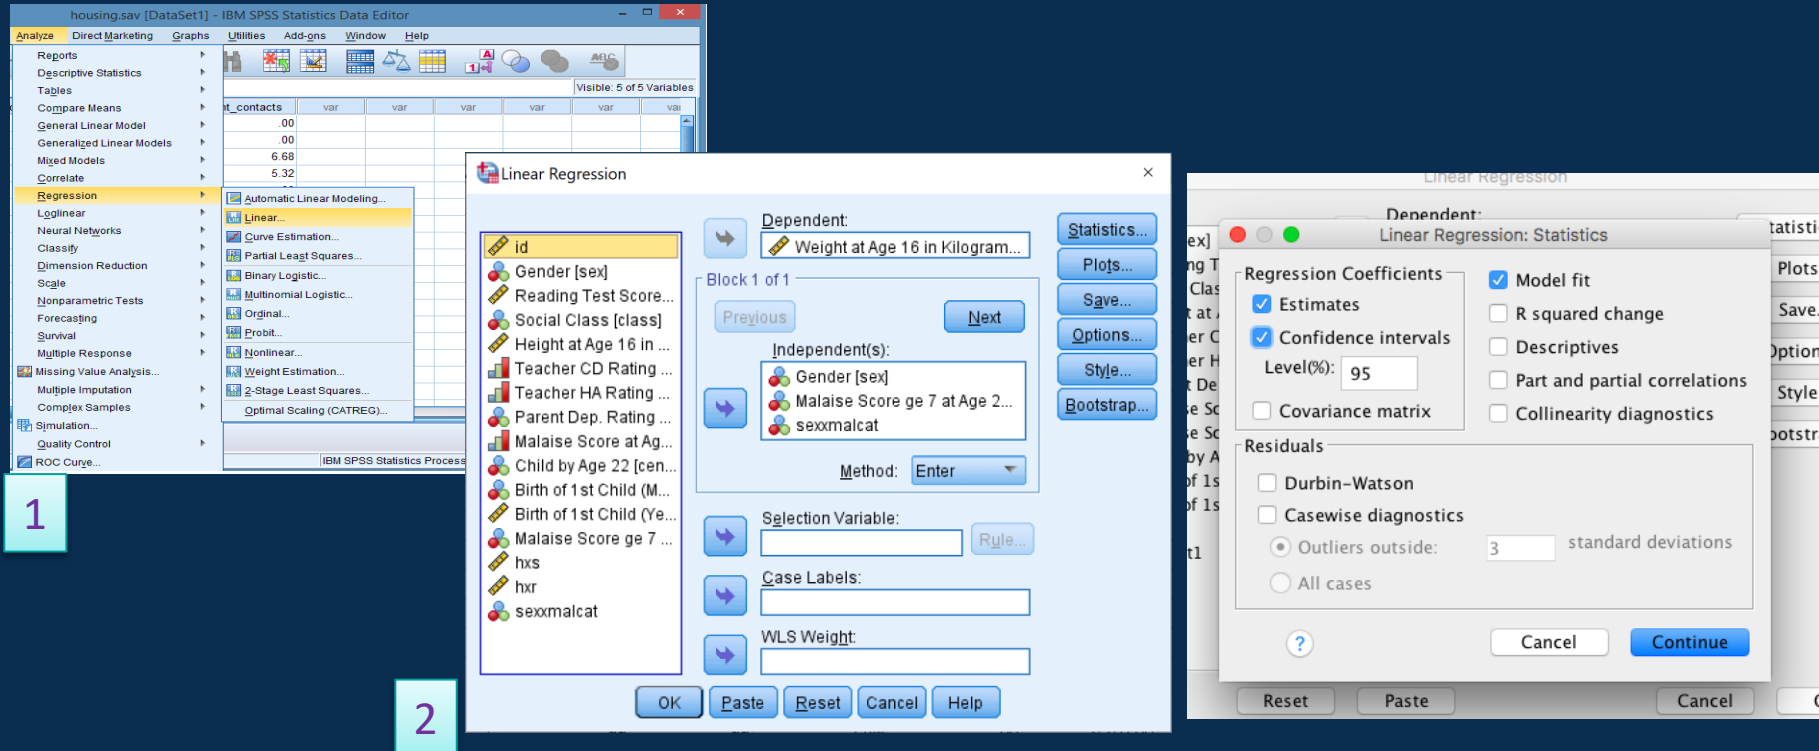 housing.sav [DataSet1] - IBM SPSS Statistics Data Editor
Analyze Direct Marketing Graphs Utilities Add-ons Window Help
Reports
Descriptive Statistics
Tables
Compare Means
General Linear Model
Generalized Linear Models
Mixed Models
Correlate
Regression
Loglinear
Neural Networks
Classify
Dimension Reduction
Scale
Nonparametric Tests
Forecasting
Survival
Multiple Response
Missing Value Analysis...
Multiple Imputation
Complex Samples
Simulation...
Quality Control
ROC Curve...
Visible: 5 of 5 Variables
nt_contacts var var var var var
.00
.00
6.68
5.32
Automatic Linear Modeling...
Linear...
Curve Estimation...
Partial Least Squares...
Binary Logistic...
Multinomial Logistic...
Ordinal...
Probit...
Nonlinear...
Weight Estimation...
2-Stage Least Squares...
Optimal Scaling (CATREG)...
IBM SPSS Statistics Process
1
Linear Regression
id
Gender [sex]
Reading Test Score...
Social Class [class]
Height at Age 16 in ...
Teacher CD Rating ...
Teacher HA Rating ...
Parent Dep. Rating ...
Malaise Score at Ag...
Child by Age 22 [cen...
Birth of 1st Child (M...
Birth of 1st Child (Ye...
Malaise Score ge 7 ...
hxs
hxr
sexxmalcat
Dependent:
Weight at Age 16 in Kilogram...
Block 1 of 1
Previous Next
Independent(s):
Gender [sex]
Malaise Score ge 7 at Age 2...
sexxmalcat
Method: Enter
Selection Variable:
Rule...
Case Labels:
WLS Weight:
Statistics...
Plots...
Save...
Options...
Style...
Bootstrap...
OK Paste Reset Cancel Help
2
Linear Regression
Dependent:
Linear Regression: Statistics
Regression Coefficients
Estimates
Confidence intervals
Level(%): 95
Covariance matrix
Model fit
R squared change
Descriptives
Part and partial correlations
Collinearity diagnostics
Residuals
Durbin-Watson
Casewise diagnostics
Outliers outside: 3 standard deviations
All cases
? Cancel Continue
Plots
Save.
Style
Reset Paste Cancel